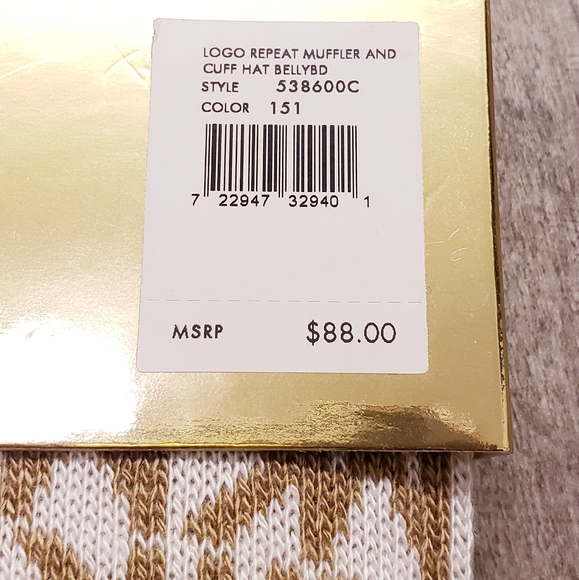 LOGO REPEAT MUFFLER AND
CUFF HAT BELLYBD
STYLE 538600C
COLOR 151
7 22947 32940 1
MSRP $88.00